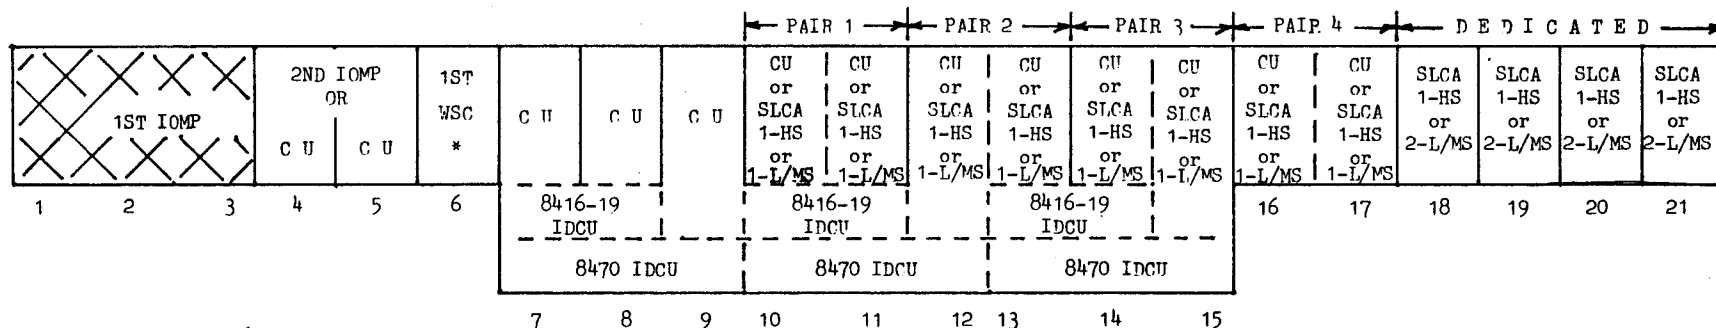 PAIR 1 PAIR 2 PAIR 3 PAIR 4 D E D I C A T E D
1ST IOMP
2ND IOMP
OR
C U C U
1ST
WSC
*
C U C U C U
CU
or
SLCA
1-HS
or
1-L/MS
CU
or
SLCA
1-HS
or
1-L/MS
CU
or
SLCA
1-HS
or
1-L/MS
CU
or
SLCA
1-HS
or
1-L/MS
CU
or
SLCA
1-HS
or
1-L/MS
CU
or
SLCA
1-HS
or
1-L/MS
CU
or
SLCA
1-HS
or
1-L/MS
CU
or
SLCA
1-HS
or
1-L/MS
SLCA
1-HS
or
2-L/MS
SLCA
1-HS
or
2-L/MS
SLCA
1-HS
or
2-L/MS
SLCA
1-HS
or
2-L/MS
1 2 3 4 5 6
8416-19
IDCU
8416-19
IDCU
8416-19
IDCU
16 17 18 19 20 21
8470 IDCU 8470 IDCU 8470 IDCU
7 8 9 10 11 12 13 14 15